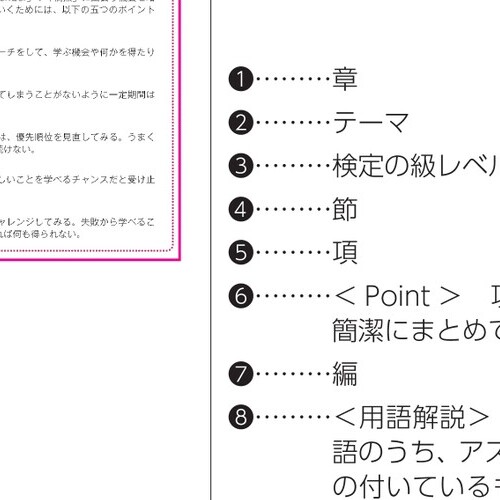 いくためには、以下の五つのポイント
ーチをして、学ぶ機会や何かを得たり
てしまうことがないように一定期間は
は、優先順位を見直してみる。うまく
続けない。
しいことを学べるチャンスだと受け止
ャレンジしてみる。失敗から学べるこ
れば何も得られない。
❶………章
❷………テーマ
❸………検定の級レベル
❹………節
❺………項
❻………＜ Point ＞ 項
簡潔にまとめて
❼………編
❽………＜用語解説＞
語のうち、アス
の付いているキ